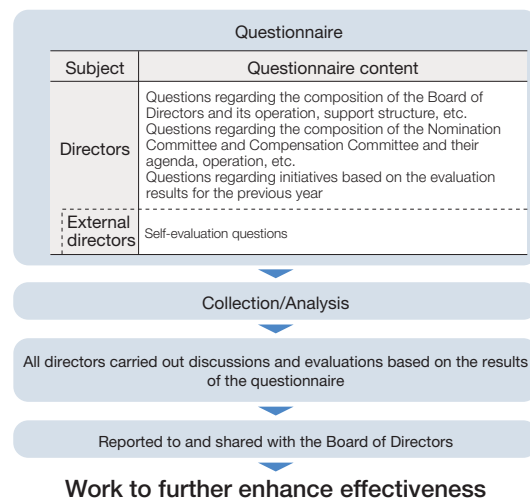 Questionnaire
Subject
Questionnaire content
Directors
Questions regarding the composition of the Board of
Directors and its operation, support structure, etc.
Questions regarding the composition of the Nomination
Committee and Compensation Committee and their
agenda, operation, etc.
Questions regarding initiatives based on the evaluation
results for the previous year
External
directors
Self-evaluation questions
Collection/Analysis
All directors carried out discussions and evaluations based on the results
of the questionnaire
Reported to and shared with the Board of Directors
Work to further enhance effectiveness